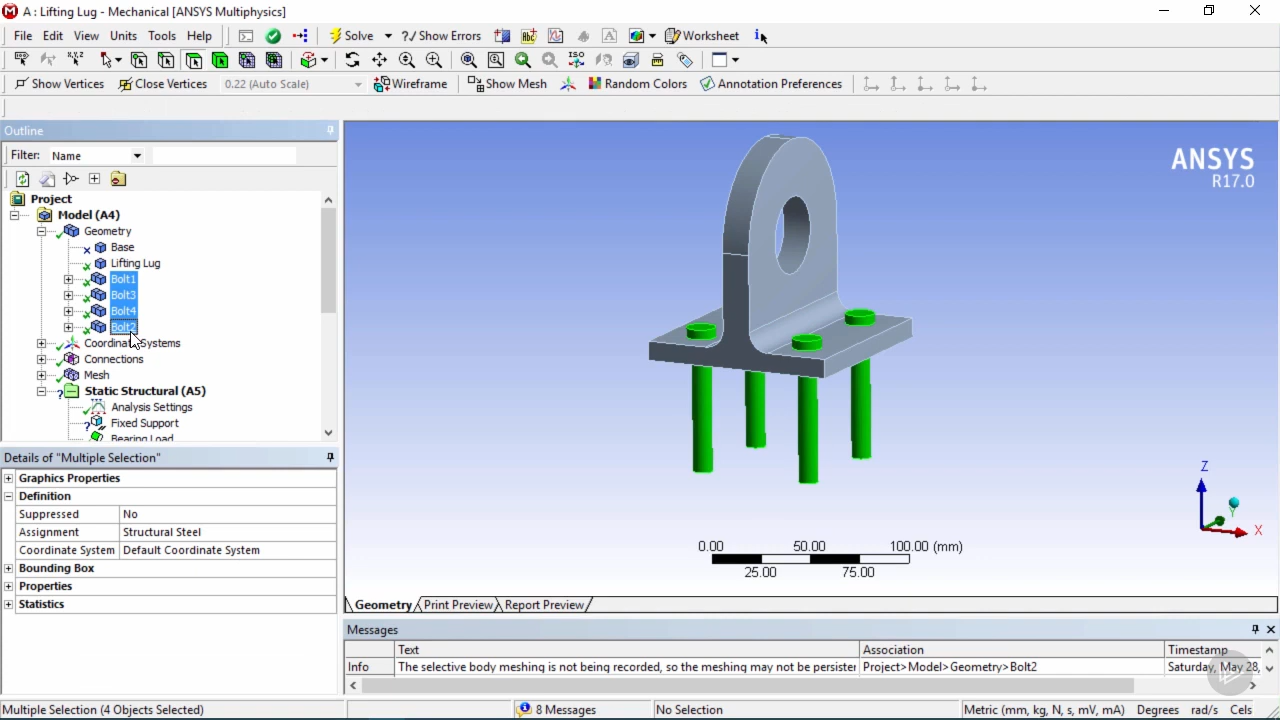 A : Lifting Lug - Mechanical [ANSYS Multiphysics]
File Edit View Units Tools Help Solve ?/ Show Errors Worksheet
Show Vertices Close Vertices 0.22 (Auto Scale) Wireframe Show Mesh Random Colors Annotation Preferences
Outline
Filter: Name
Project
Model (A4)
Geometry
Base
Lifting Lug
Bolt1
Bolt3
Bolt4
Bolt2
Coordinate Systems
Connections
Mesh
Static Structural (A5)
Analysis Settings
Fixed Support
Bearing Load
Details of "Multiple Selection"
Graphics Properties
Definition
Suppressed No
Assignment Structural Steel
Coordinate System Default Coordinate System
Bounding Box
Properties
Statistics
ANSYS
R17.0
Z
Y
X
0.00 50.00 100.00 (mm)
25.00 75.00
Geometry Print Preview Report Preview
Messages
Text Association Timestamp
Info The selective body meshing is not being recorded, so the meshing may not be persister Project>Model>Geometry>Bolt2 Saturday, May 28,
Multiple Selection (4 Objects Selected) 8 Messages No Selection Metric (mm, kg, N, s, mV, mA) Degrees rad/s Cels